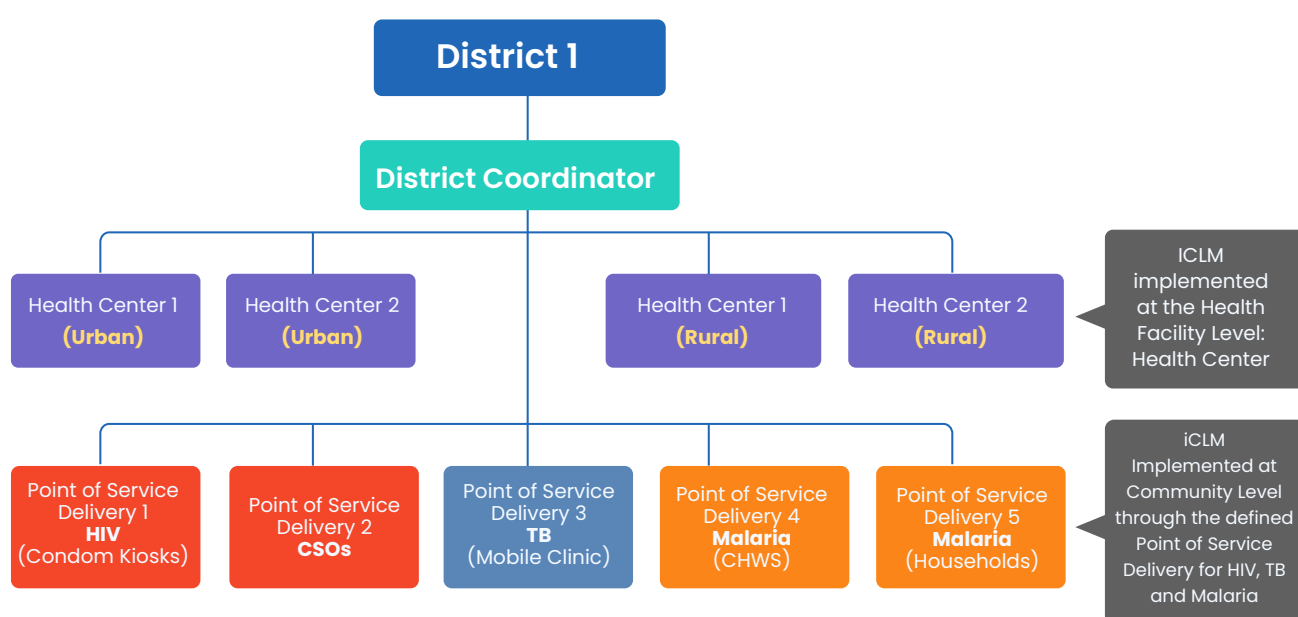 District 1
District Coordinator
Health Center 1
(Urban)
Health Center 2
(Urban)
Health Center 1
(Rural)
Health Center 2
(Rural)
ICLM
implemented
at the Health
Facility Level:
Health Center
Point of Service
Delivery 1
HIV
(Condom Kiosks)
Point of Service
Delivery 2
CSOs
Point of Service
Delivery 3
TB
(Mobile Clinic)
Point of Service
Delivery 4
Malaria
(CHWS)
Point of Service
Delivery 5
Malaria
(Households)
iCLM
Implemented at
Community Level
through the defined
Point of Service
Delivery for HIV, TB
and Malaria